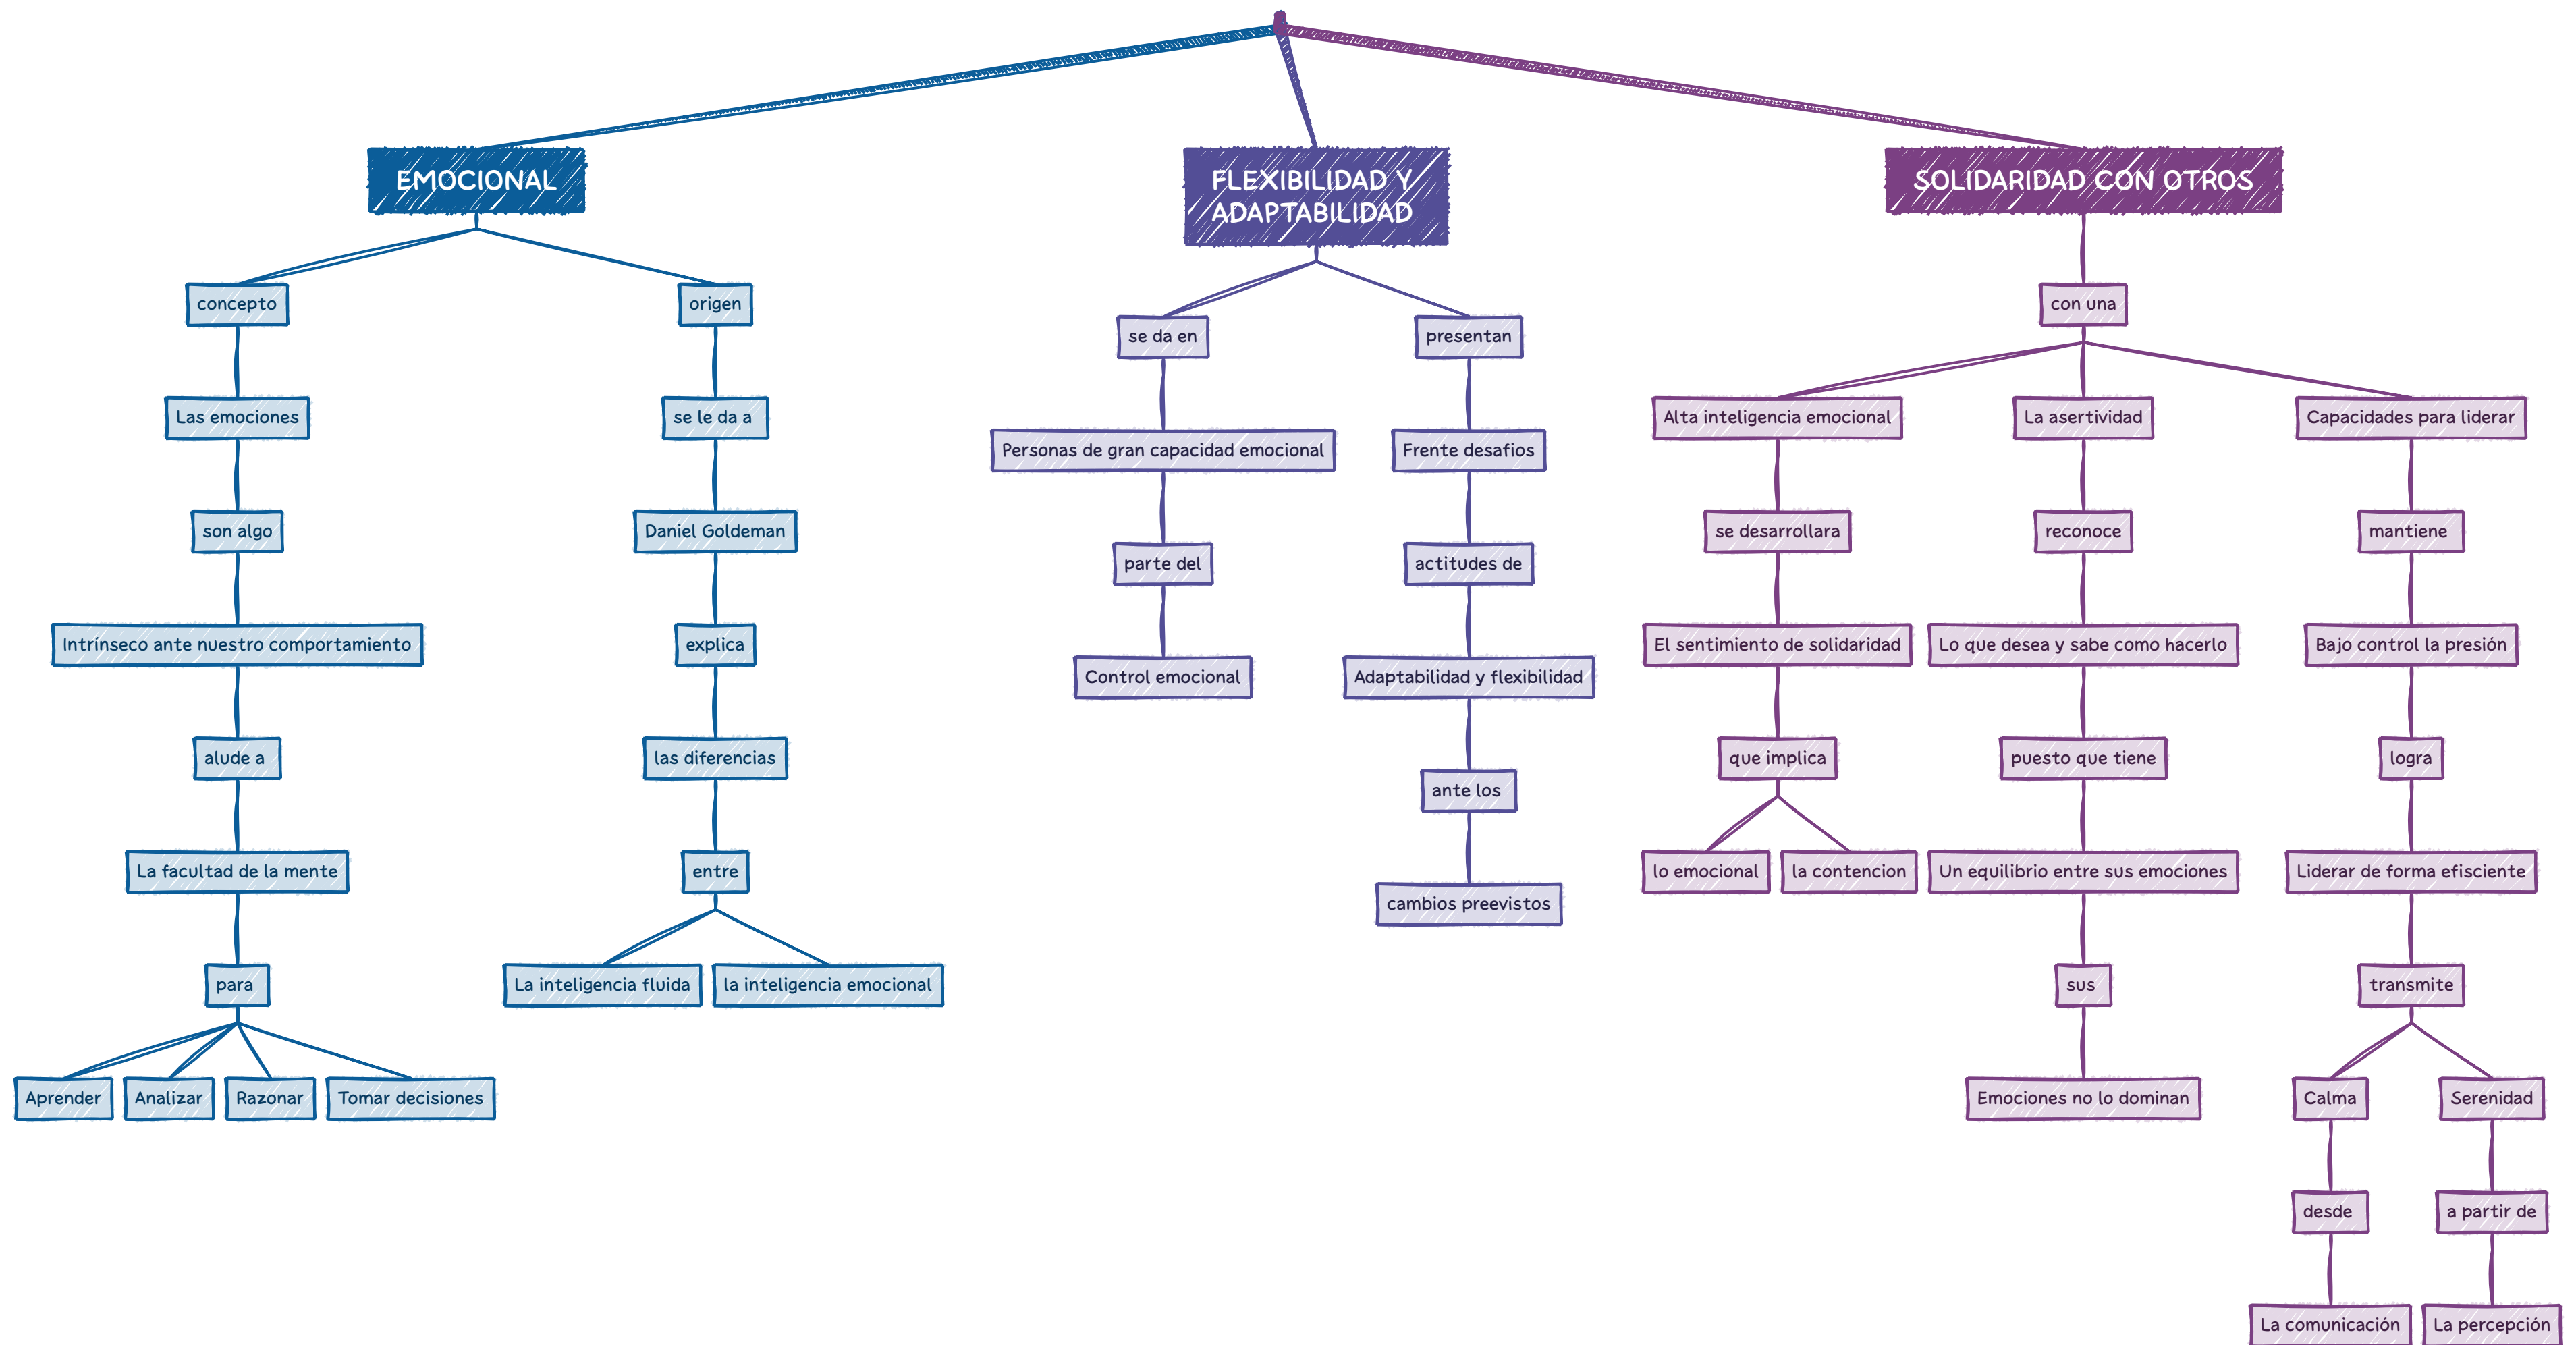 EMOCIONAL
FLEXIBILIDAD Y
ADAPTABILIDAD
SOLIDARIDAD CON OTROS
concepto
Las emociones
son algo
Intrínseco ante nuestro comportamiento
alude a
La facultad de la mente
para
Aprender
Analizar
Razonar
Tomar decisiones
origen
se le da a
Daniel Goldeman
explica
las diferencias
entre
La inteligencia fluida
la inteligencia emocional
se da en
Personas de gran capacidad emocional
parte del
Control emocional
presentan
Frente desafios
actitudes de
Adaptabilidad y flexibilidad
ante los
cambios preevistos
con una
Alta inteligencia emocional
se desarrollara
El sentimiento de solidaridad
que implica
lo emocional
la contencion
La asertividad
reconoce
Lo que desea y sabe como hacerlo
puesto que tiene
Un equilibrio entre sus emociones
sus
Emociones no lo dominan
Capacidades para liderar
mantiene
Bajo control la presión
logra
Liderar de forma efisciente
transmite
Calma
desde
La comunicación
Serenidad
a partir de
La percepción